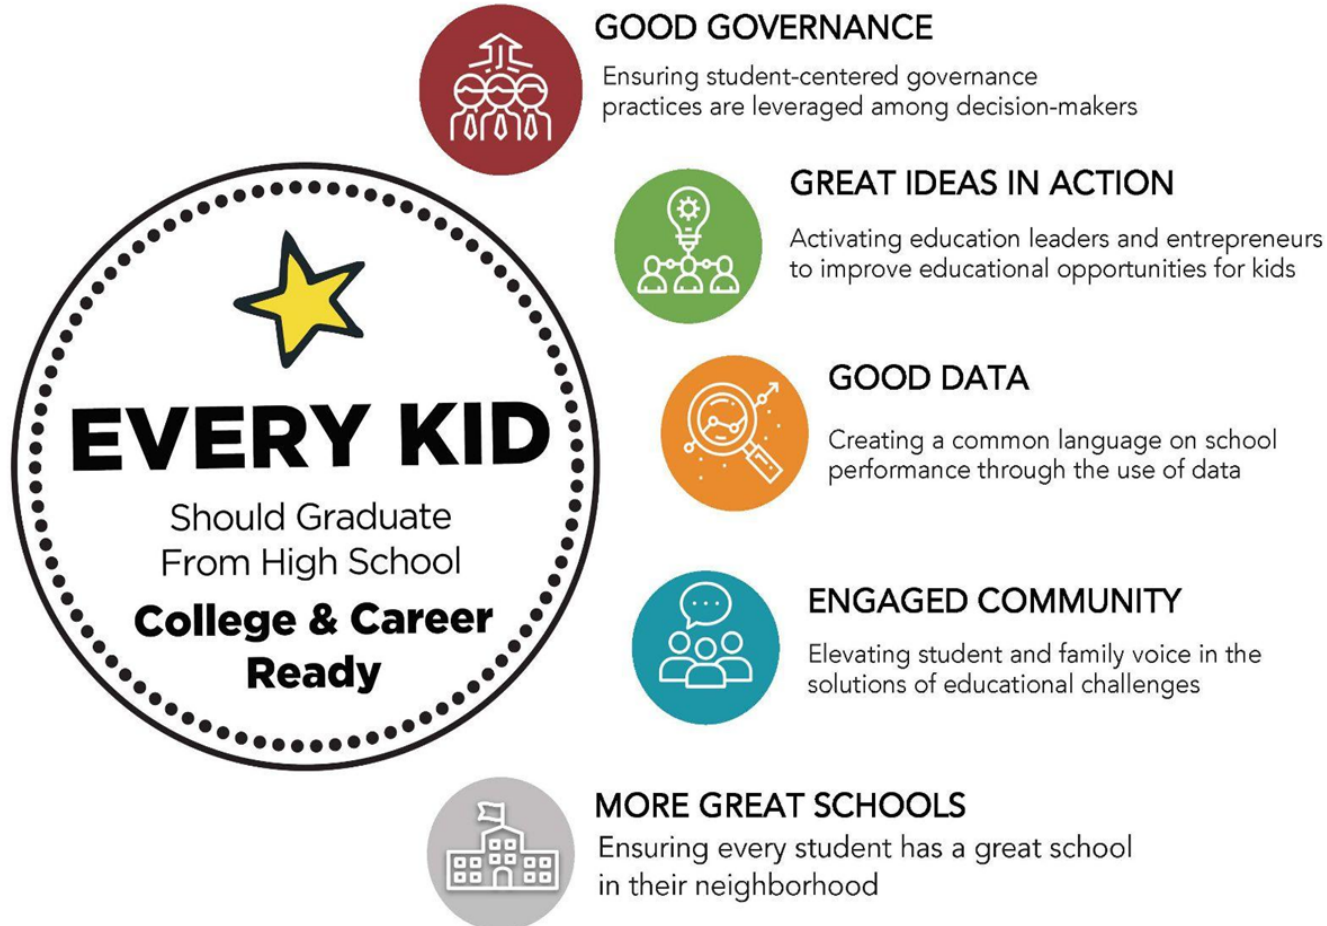 EVERY KID
Should Graduate
From High School
College & Career
Ready
GOOD GOVERNANCE
Ensuring student-centered governance
practices are leveraged among decision-makers
GREAT IDEAS IN ACTION
Activating education leaders and entrepreneurs
to improve educational opportunities for kids
GOOD DATA
Creating a common language on school
performance through the use of data
ENGAGED COMMUNITY
Elevating student and family voice in the
solutions of educational challenges
MORE GREAT SCHOOLS
Ensuring every student has a great school
in their neighborhood